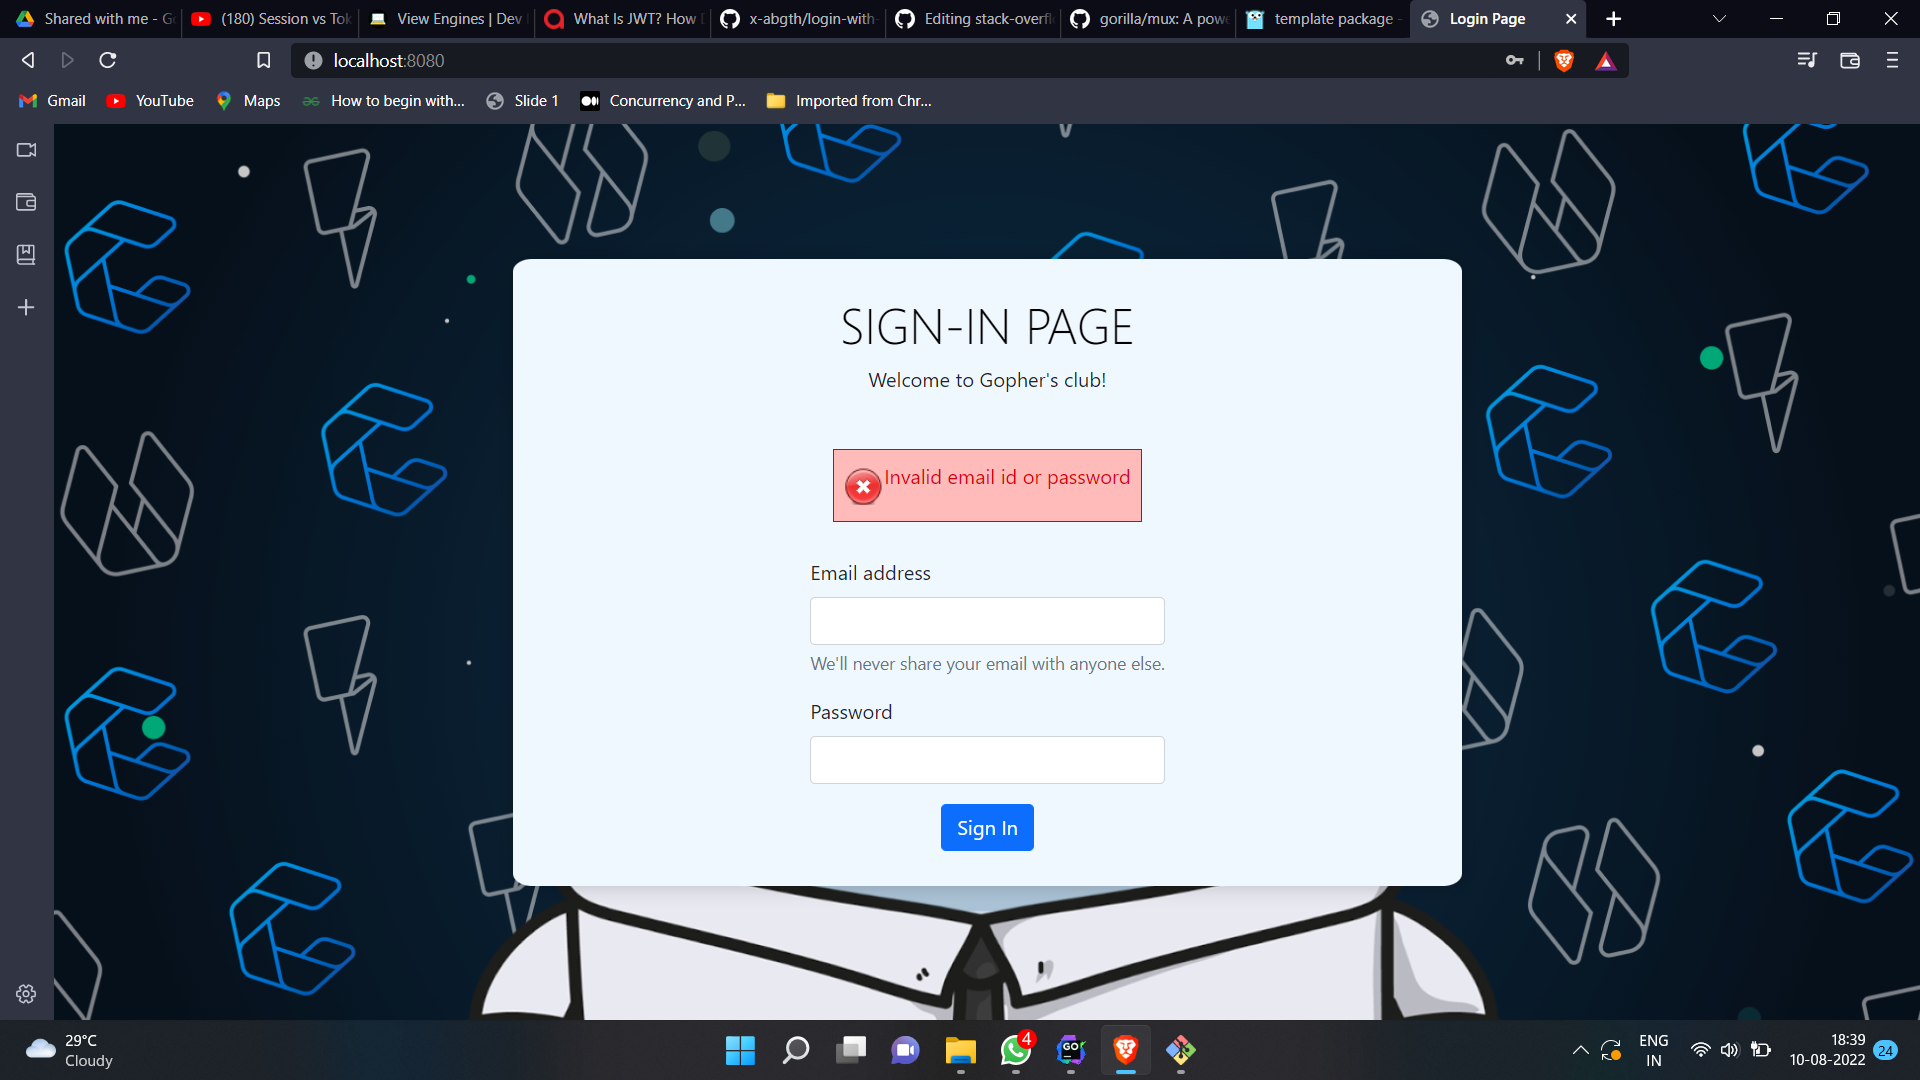 Shared with me - G
(180) Session vs Tok
View Engines | Dev
What Is JWT? How
x-abgth/login-with-
Editing stack-overfl
gorilla/mux: A powe
template package -
Login Page
localhost:8080
Gmail
YouTube
Maps
How to begin with...
Slide 1
Concurrency and P...
Imported from Chr...
SIGN-IN PAGE
Welcome to Gopher's club!
Invalid email id or password
Email address
We'll never share your email with anyone else.
Password
Sign In
29°C
Cloudy
4
GO
ENG
IN
18:39
10-08-2022
24